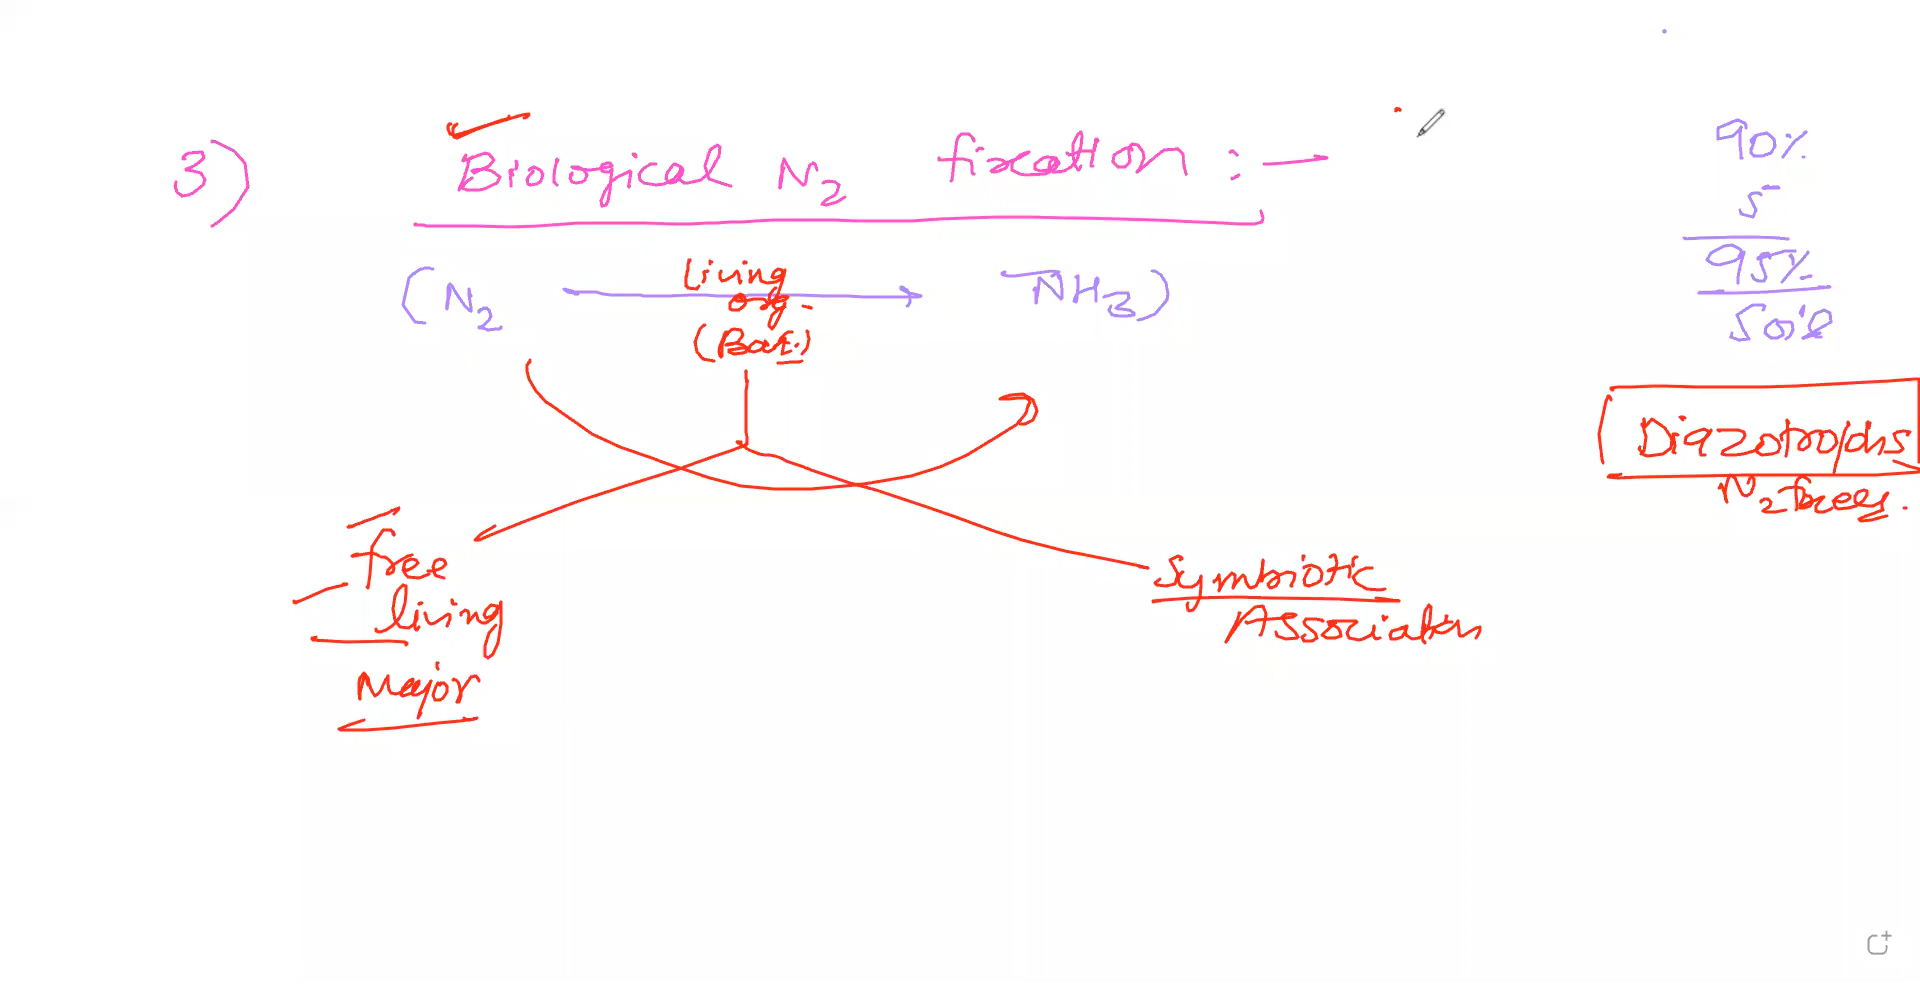 3) Biological N2 fixation :→
(N2 → NH3)
Living
org.
(Bact.)
Free
living
Major
Symbiotic
Association
90%
5
95%
Soil
Diazotrophs
N2 fixers.